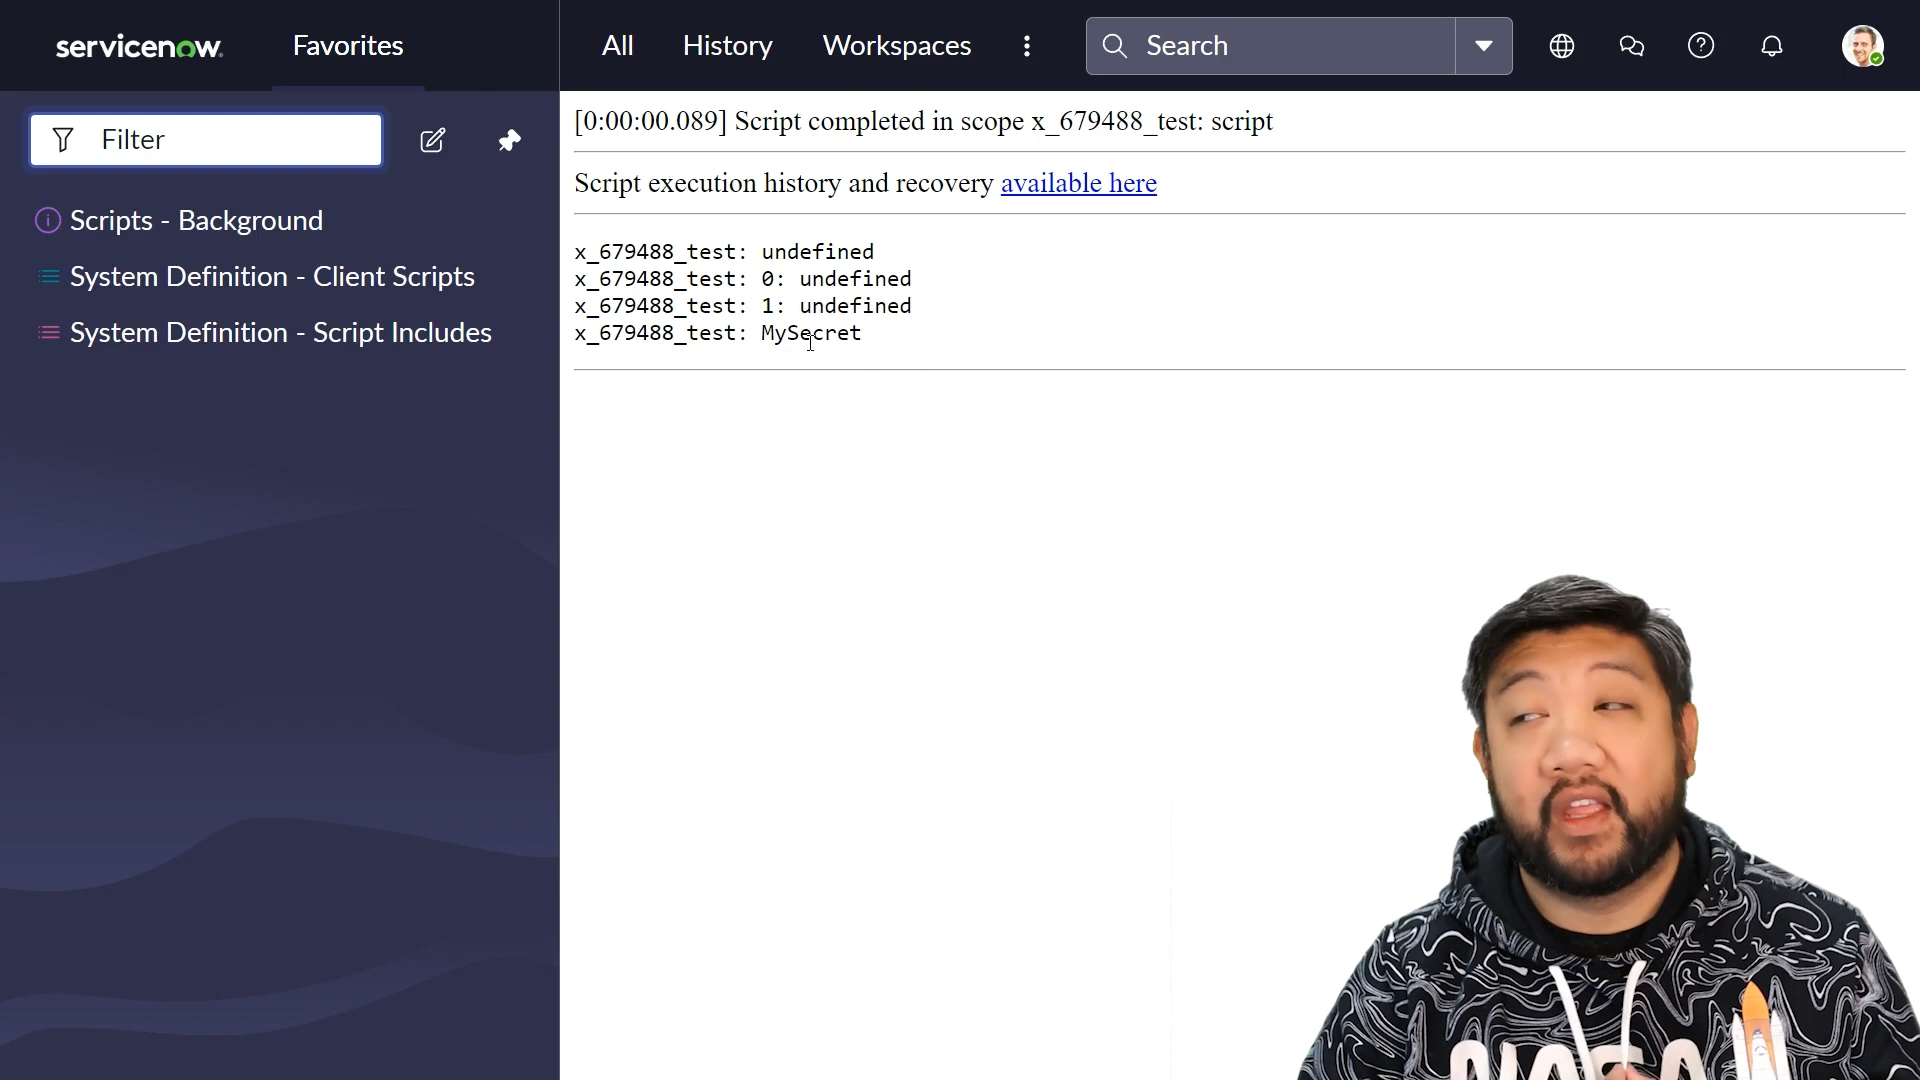 servicenow
Favorites
All
History
Workspaces
Search
Filter
Scripts - Background
System Definition - Client Scripts
System Definition - Script Includes
[0:00:00.089] Script completed in scope x_679488_test: script
Script execution history and recovery available here
x_679488_test: undefined
x_679488_test: 0: undefined
x_679488_test: 1: undefined
x_679488_test: MySecret